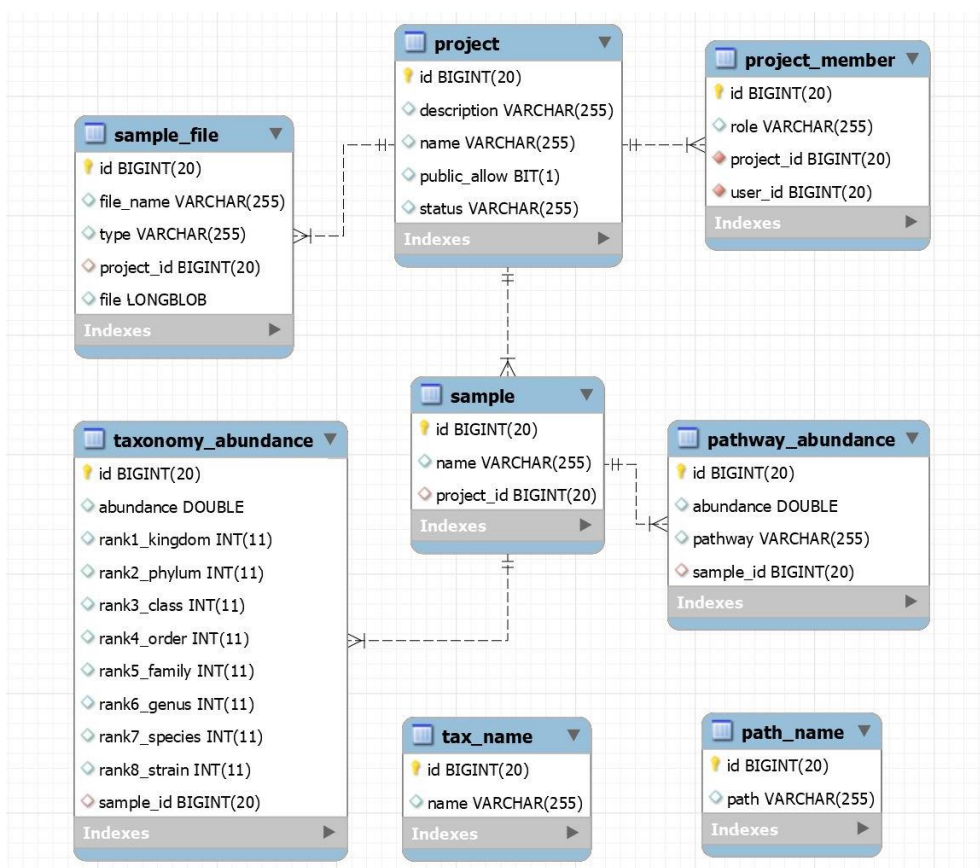 project
id BIGINT(20)
description VARCHAR(255)
name VARCHAR(255)
public_allow BIT(1)
status VARCHAR(255)
Indexes
project_member
id BIGINT(20)
role VARCHAR(255)
project_id BIGINT(20)
user_id BIGINT(20)
Indexes
sample_file
id BIGINT(20)
file_name VARCHAR(255)
type VARCHAR(255)
project_id BIGINT(20)
file LONGBLOB
Indexes
sample
id BIGINT(20)
name VARCHAR(255)
project_id BIGINT(20)
Indexes
taxonomy_abundance
id BIGINT(20)
abundance DOUBLE
rank1_kingdom INT(11)
rank2_phylum INT(11)
rank3_class INT(11)
rank4_order INT(11)
rank5_family INT(11)
rank6_genus INT(11)
rank7_species INT(11)
rank8_strain INT(11)
sample_id BIGINT(20)
Indexes
pathway_abundance
id BIGINT(20)
abundance DOUBLE
pathway VARCHAR(255)
sample_id BIGINT(20)
Indexes
tax_name
id BIGINT(20)
name VARCHAR(255)
Indexes
path_name
id BIGINT(20)
path VARCHAR(255)
Indexes